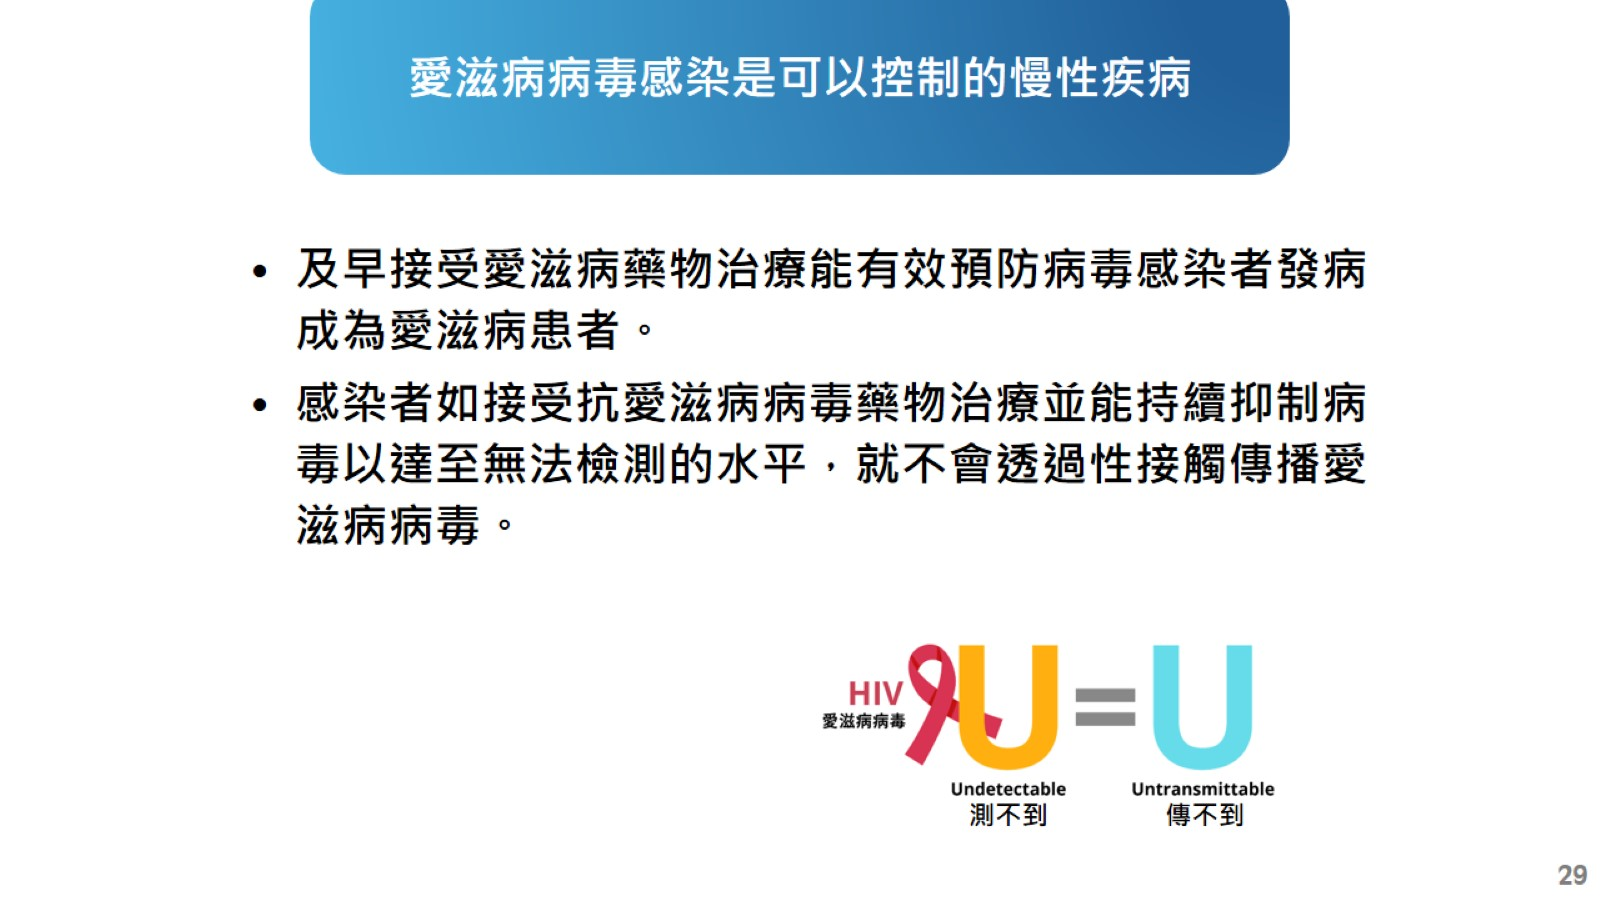 愛滋病病毒感染是可以控制的慢性疾病
• 及早接受愛滋病藥物治療能有效預防病毒感染者發病
成為愛滋病患者。
• 感染者如接受抗愛滋病病毒藥物治療並能持續抑制病
毒以達至無法檢測的水平，就不會透過性接觸傳播愛
滋病病毒。
HIV
愛滋病病毒
U=U
Undetectable
測不到
Untransmittable
傳不到
29